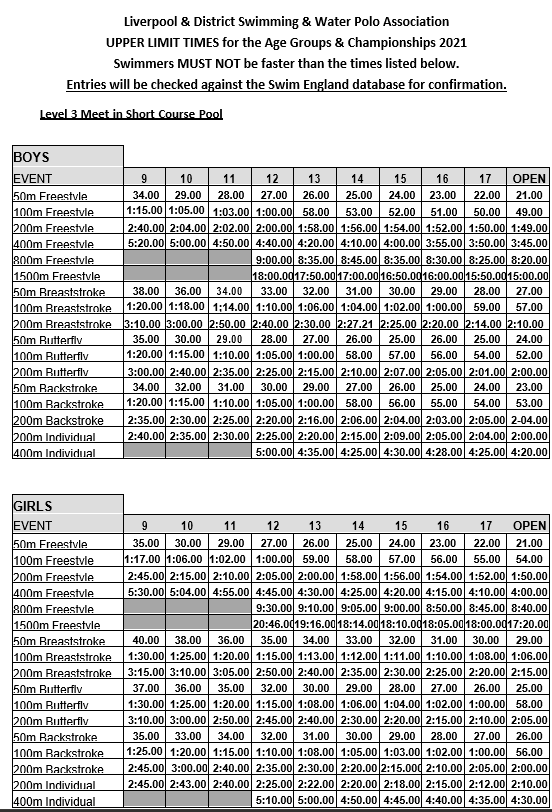 Liverpool & District Swimming & Water Polo Association
UPPER LIMIT TIMES for the Age Groups & Championships 2021
Swimmers MUST NOT be faster than the times listed below.
Entries will be checked against the Swim England database for confirmation.
Level 3 Meet in Short Course Pool
BOYS
EVENT 9 10 11 12 13 14 15 16 17 OPEN
50m Freestyle 34.00 29.00 28.00 27.00 26.00 25.00 24.00 23.00 22.00 21.00
100m Freestyle 1:15.00 1:05.00 1:03.00 1:00.00 58.00 53.00 52.00 51.00 50.00 49.00
200m Freestyle 2:40.00 2:04.00 2:02.00 2:00.00 1:58.00 1:56.00 1:54.00 1:52.00 1:50.00 1:49.00
400m Freestyle 5:20.00 5:00.00 4:50.00 4:40.00 4:20.00 4:10.00 4:00.00 3:55.00 3:50.00 3:45.00
800m Freestyle 9:00.00 8:35.00 8:45.00 8:35.00 8:30.00 8:25.00 8:20.00
1500m Freestyle 18:00.00 17:50.00 17:00.00 16:50.00 16:00.00 15:50.00 15:00.00
50m Breaststroke 38.00 36.00 34.00 33.00 32.00 31.00 30.00 29.00 28.00 27.00
100m Breaststroke 1:20.00 1:18.00 1:14.00 1:10.00 1:06.00 1:04.00 1:02.00 1:00.00 59.00 57.00
200m Breaststroke 3:10.00 3:00.00 2:50.00 2:40.00 2:30.00 2:27.21 2:25.00 2:20.00 2:14.00 2:10.00
50m Butterfly 35.00 30.00 29.00 28.00 27.00 26.00 25.00 26.00 25.00 24.00
100m Butterfly 1:20.00 1:15.00 1:10.00 1:05.00 1:00.00 58.00 57.00 56.00 54.00 52.00
200m Butterfly 3:00.00 2:40.00 2:35.00 2:25.00 2:15.00 2:10.00 2:07.00 2:05.00 2:01.00 2:00.00
50m Backstroke 34.00 32.00 31.00 30.00 29.00 27.00 26.00 25.00 24.00 23.00
100m Backstroke 1:20.00 1:15.00 1:10.00 1:05.00 1:00.00 58.00 56.00 55.00 54.00 53.00
200m Backstroke 2:35.00 2:30.00 2:25.00 2:20.00 2:16.00 2:06.00 2:04.00 2:03.00 2:05.00 2-04.00
200m Individual 2:40.00 2:35.00 2:30.00 2:25.00 2:20.00 2:15.00 2:09.00 2:05.00 2:04.00 2:00.00
400m Individual 5:00.00 4:35.00 4:25.00 4:30.00 4:28.00 4:25.00 4:20.00
GIRLS
EVENT 9 10 11 12 13 14 15 16 17 OPEN
50m Freestyle 35.00 30.00 29.00 27.00 26.00 25.00 24.00 23.00 22.00 21.00
100m Freestyle 1:17.00 1:06.00 1:02.00 1:00.00 59.00 58.00 57.00 56.00 55.00 54.00
200m Freestyle 2:45.00 2:15.00 2:10.00 2:05.00 2:00.00 1:58.00 1:56.00 1:54.00 1:52.00 1:50.00
400m Freestyle 5:30.00 5:04.00 4:55.00 4:45.00 4:30.00 4:25.00 4:20.00 4:15.00 4:10.00 4:00.00
800m Freestyle 9:30.00 9:10.00 9:05.00 9:00.00 8:50.00 8:45.00 8:40.00
1500m Freestyle 20:46.00 19:16.00 18:14.00 18:10.00 18:05.00 18:00.00 17:20.00
50m Breaststroke 40.00 38.00 36.00 35.00 34.00 33.00 32.00 31.00 30.00 29.00
100m Breaststroke 1:30.00 1:25.00 1:20.00 1:15.00 1:13.00 1:12.00 1:11.00 1:10.00 1:08.00 1:06.00
200m Breaststroke 3:15.00 3:10.00 3:05.00 2:50.00 2:40.00 2:35.00 2:30.00 2:25.00 2:20.00 2:15.00
50m Butterfly 37.00 36.00 35.00 32.00 30.00 29.00 28.00 27.00 26.00 25.00
100m Butterfly 1:30.00 1:25.00 1:20.00 1:15.00 1:08.00 1:06.00 1:04.00 1:02.00 1:00.00 58.00
200m Butterfly 3:10.00 3:00.00 2:50.00 2:45.00 2:40.00 2:30.00 2:20.00 2:15.00 2:10.00 2:05.00
50m Backstroke 35.00 33.00 34.00 32.00 31.00 30.00 29.00 28.00 27.00 26.00
100m Backstroke 1:25.00 1:20.00 1:15.00 1:10.00 1:08.00 1:05.00 1:03.00 1:02.00 1:00.00 56.00
200m Backstroke 2:45.00 3:00.00 2:40.00 2:35.00 2:30.00 2:20.00 2:15.000 2:10.00 2:05.00 2:00.00
200m Individual 2:45.00 2:43.00 2:40.00 2:25.00 2:22.00 2:20.00 2:18.00 2:15.00 2:12.00 2:10.00
400m Individual 5:10.00 5:00.00 4:50.00 4:45.00 4:40.00 4:35.00 4:30.00